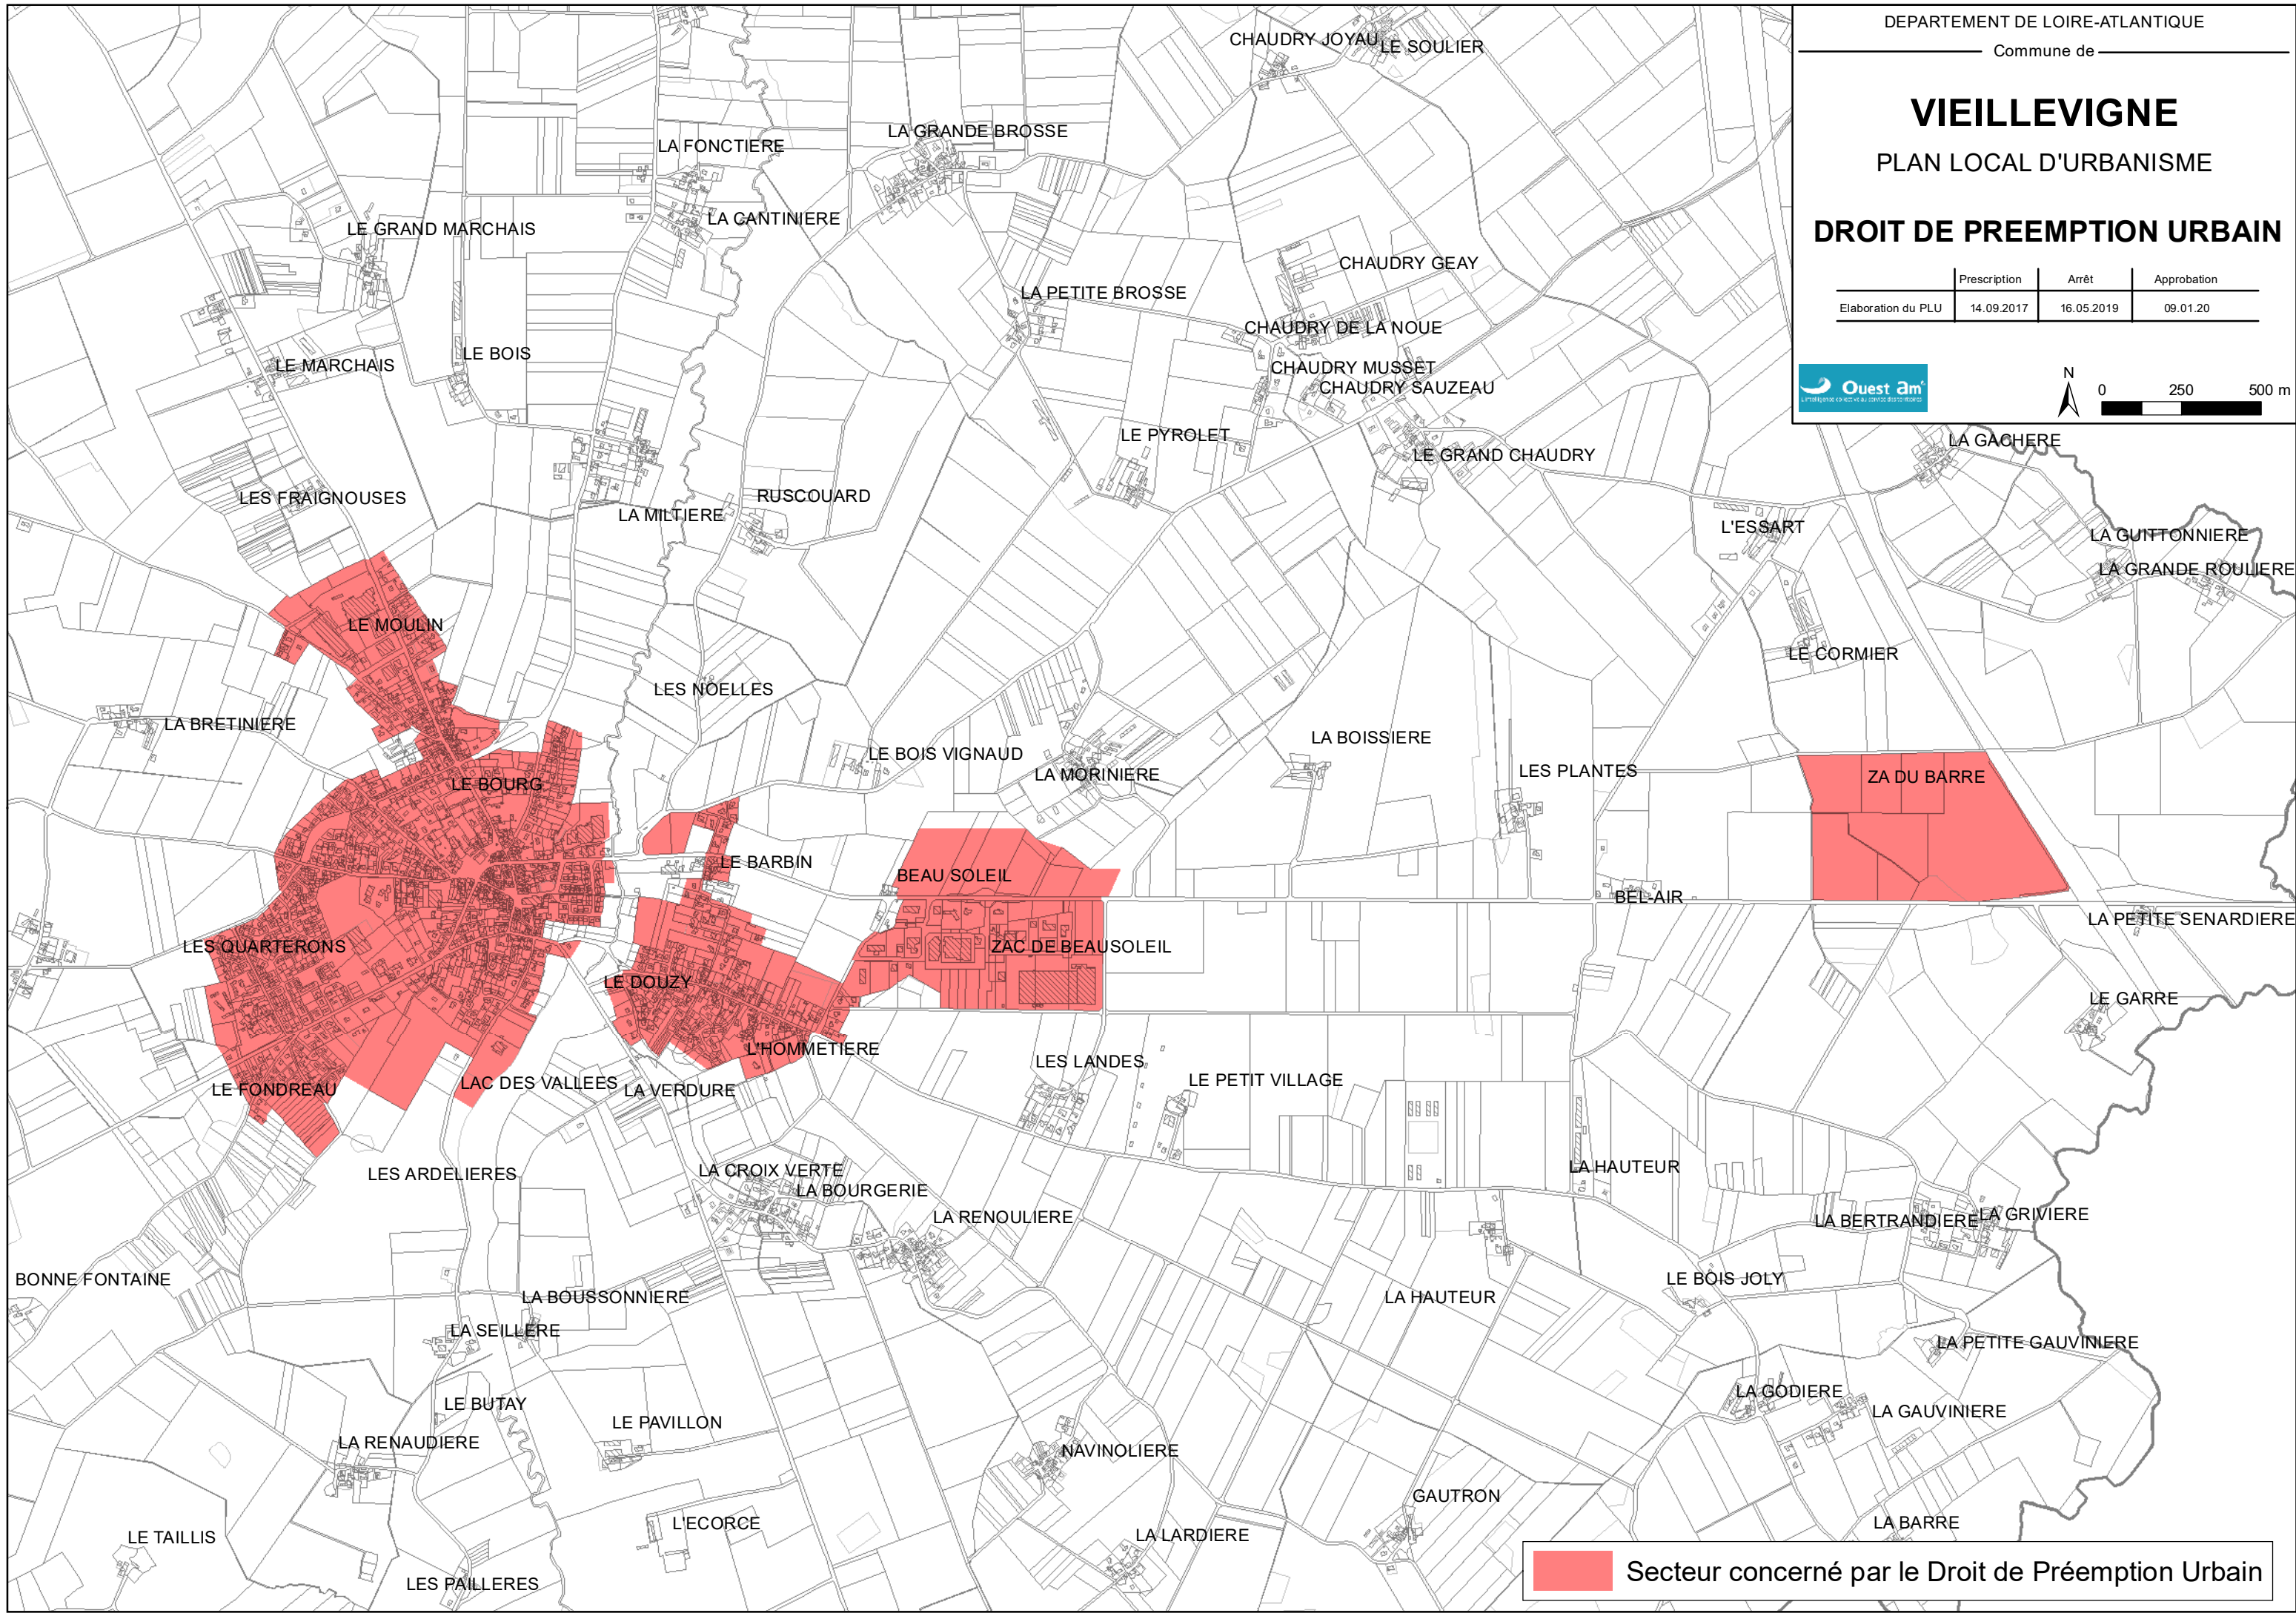 DEPARTEMENT DE LOIRE-ATLANTIQUE
Commune de
VIEILLEVIGNE
PLAN LOCAL D'URBANISME
DROIT DE PREEMPTION URBAIN
Prescription Arrêt Approbation
Elaboration du PLU 14.09.2017 16.05.2019 09.01.20
Ouest am'
L'intelligence collective au service des territoires
N
0 250 500 m
CHAUDRY JOYAU
LE SOULIER
LA GRANDE BROSSE
LA FONCTIERE
LA CANTINIERE
LE GRAND MARCHAIS
CHAUDRY GEAY
LA PETITE BROSSE
CHAUDRY DE LA NOUE
LE BOIS
LE MARCHAIS
CHAUDRY MUSSET
CHAUDRY SAUZEAU
LE PYROLET
LA GACHERE
LE GRAND CHAUDRY
RUSCOUARD
LES FRAIGNOUSES
LA MILTIERE
L'ESSART
LA GUITTONNIERE
LA GRANDE ROULIERE
LE MOULIN
LE CORMIER
LES NOELLES
LA BRETINIERE
LA BOISSIERE
LE BOIS VIGNAUD
LA MORINIERE
LES PLANTES
ZA DU BARRE
LE BOURG
LE BARBIN
BEAU SOLEIL
BEL-AIR
LA PETITE SENARDIERE
LES QUARTERONS
ZAC DE BEAUSOLEIL
LE DOUZY
LE GARRE
L'HOMMETIERE
LES LANDES
LE PETIT VILLAGE
LE FONDREAU
LAC DES VALLEES
LA VERDURE
LA HAUTEUR
LES ARDELIERES
LA CROIX VERTE
LA BOURGERIE
LA RENOULIERE
LA BERTRANDIERE
LA GRIVIERE
BONNE FONTAINE
LE BOIS JOLY
LA BOUSSONNIERE
LA HAUTEUR
LA SEILLERE
LA PETITE GAUVINIERE
LA GODIERE
LE BUTAY
LA GAUVINIERE
LE PAVILLON
LA RENAUDIERE
NAVINOLIERE
GAUTRON
L'ECORCE
LA BARRE
LE TAILLIS
LA LARDIERE
LES PAILLERES
Secteur concerné par le Droit de Préemption Urbain